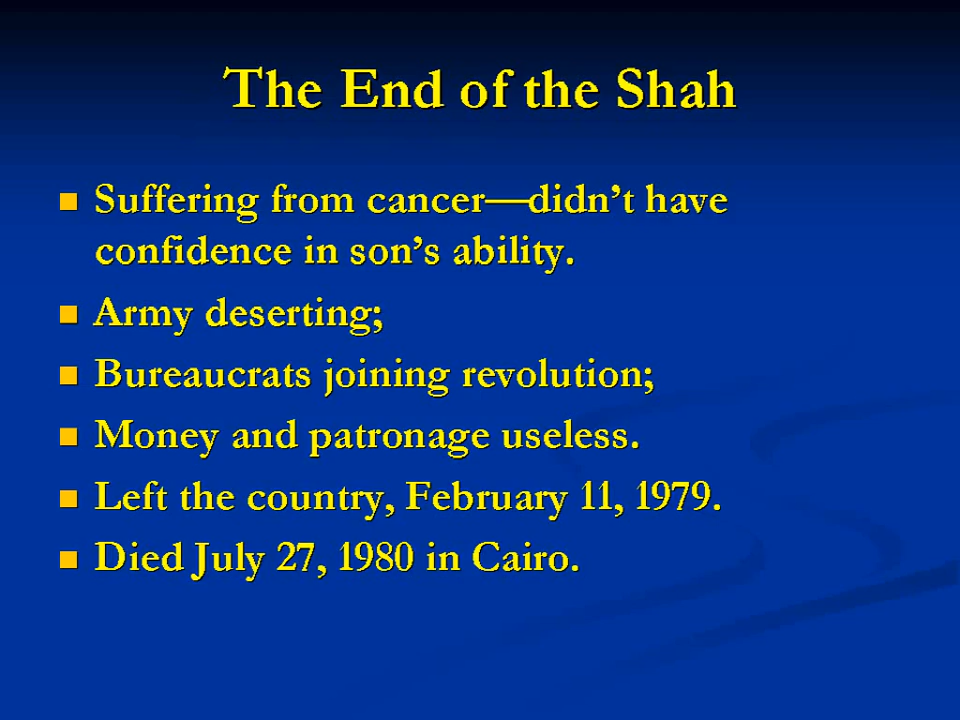 The End of the Shah
Suffering from cancer—didn’t have
confidence in son’s ability.
Army deserting;
Bureaucrats joining revolution;
Money and patronage useless.
Left the country, February 11, 1979.
Died July 27, 1980 in Cairo.